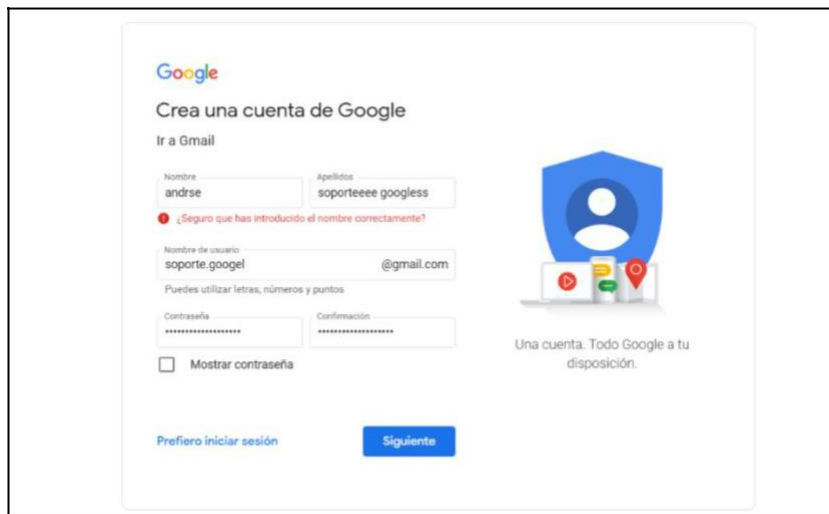 Google
Crea una cuenta de Google
Ir a Gmail
Nombre
andrse
Apellidos
soporteeee googless
¿Seguro que has introducido el nombre correctamente?
Nombre de usuario
soporte.googel @gmail.com
Puedes utilizar letras, números y puntos
Contraseña
•••••••••••••••••••
Confirmación
•••••••••••••••••••
Mostrar contraseña
Prefiero iniciar sesión
Siguiente
Una cuenta. Todo Google a tu
disposición.